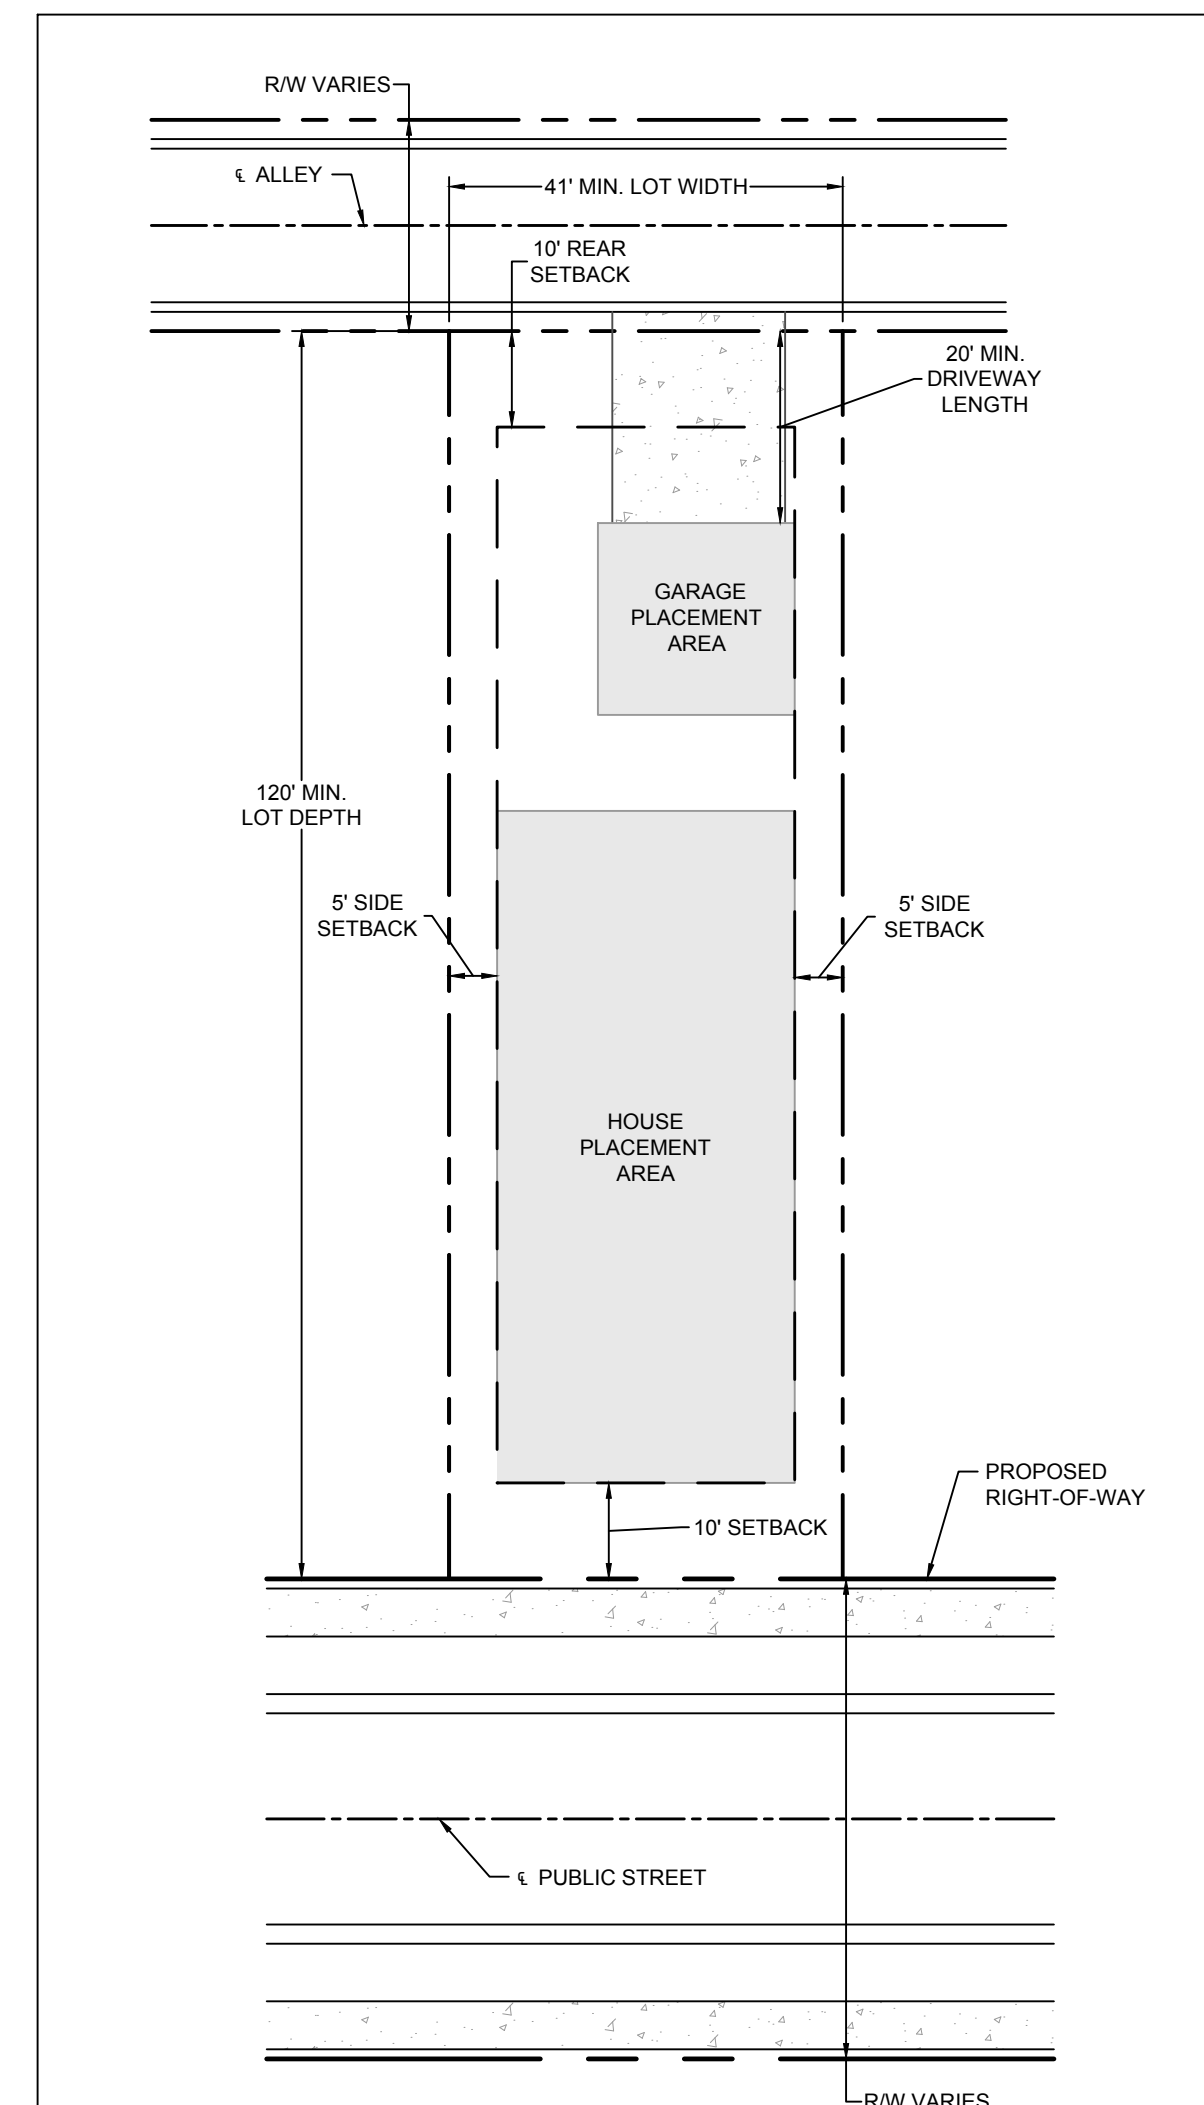 R/W VARIES
℄ ALLEY
41' MIN. LOT WIDTH
10' REAR
SETBACK
20' MIN.
DRIVEWAY
LENGTH
GARAGE
PLACEMENT
AREA
120' MIN.
LOT DEPTH
5' SIDE
SETBACK
5' SIDE
SETBACK
HOUSE
PLACEMENT
AREA
PROPOSED
RIGHT-OF-WAY
10' SETBACK
℄ PUBLIC STREET
R/W VARIES